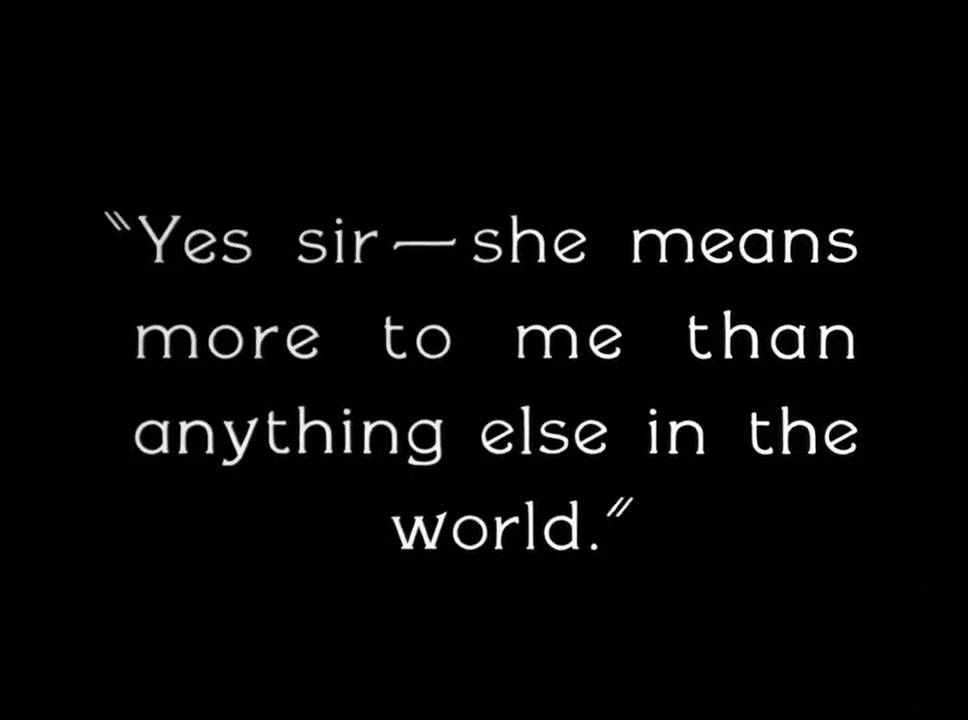 "Yes sir—she means
more to me than
anything else in the
world."